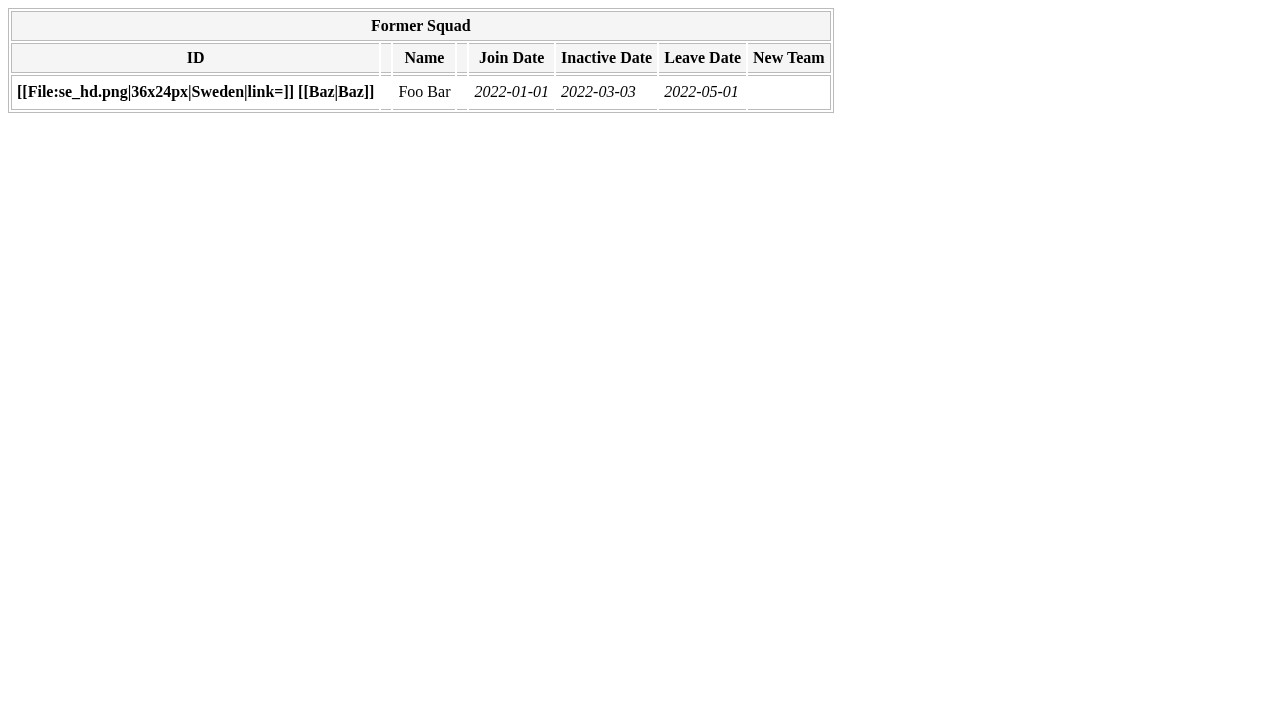 Former Squad
ID Name Join Date Inactive Date Leave Date New Team
[[File:se_hd.png|36x24px|Sweden|link=]] [[Baz|Baz]] Foo Bar 2022-01-01 2022-03-03 2022-05-01